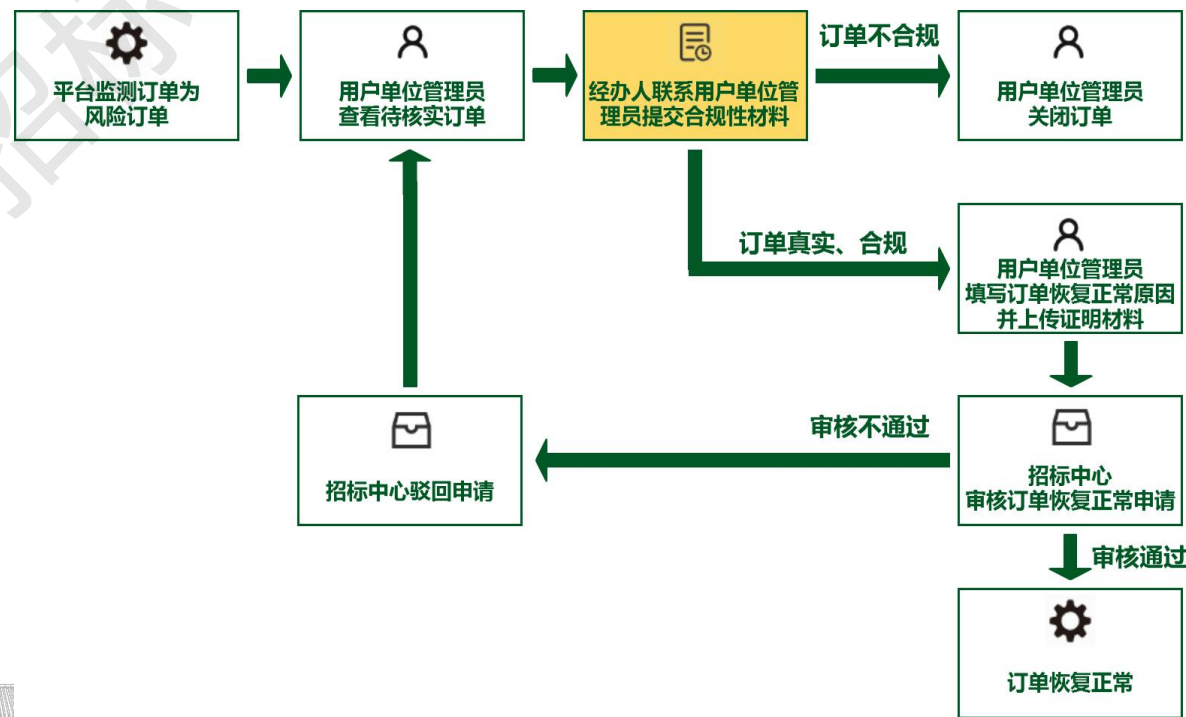 平台监测订单为
风险订单
用户单位管理员
查看待核实订单
经办人联系用户单位管
理员提交合规性材料
订单不合规
用户单位管理员
关闭订单
订单真实、合规
用户单位管理员
填写订单恢复正常原因
并上传证明材料
招标中心驳回申请
审核不通过
招标中心
审核订单恢复正常申请
审核通过
订单恢复正常
招标